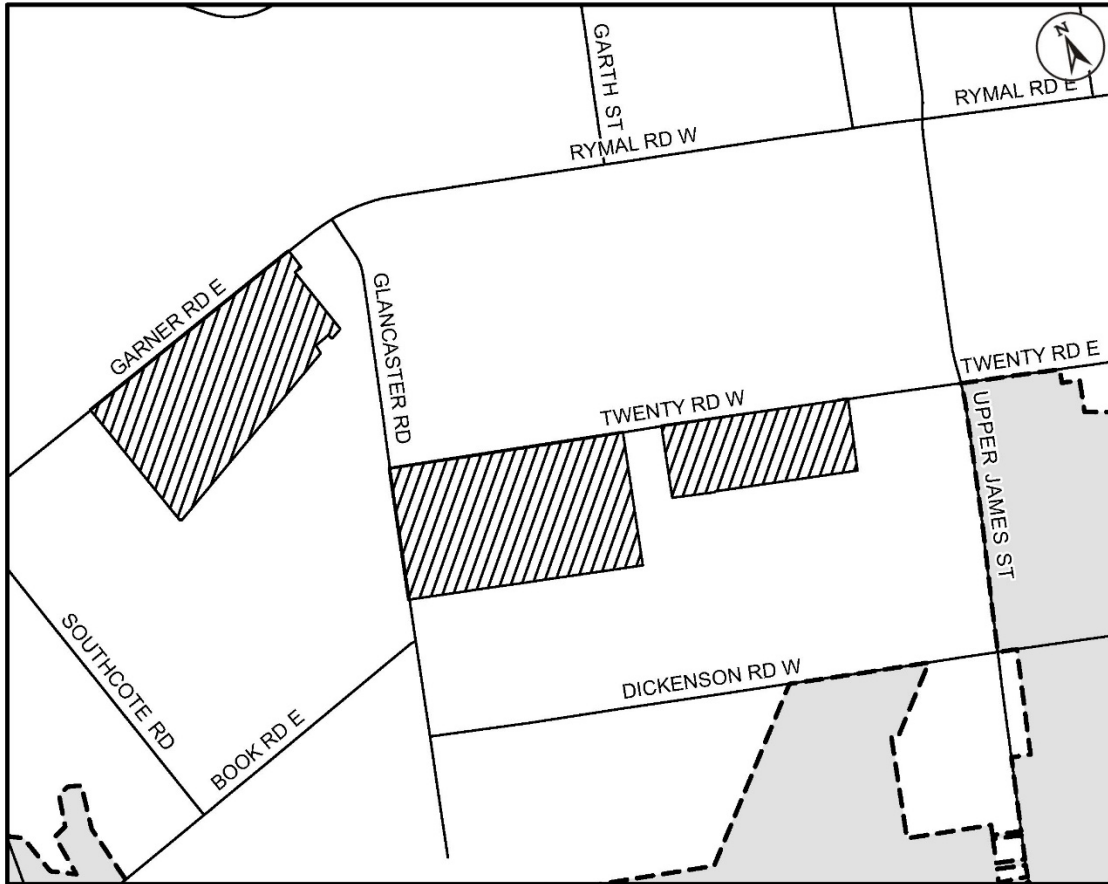 GARTH ST
N
RYMAL RD E
RYMAL RD W
GARNER RD E
GLANCASTER RD
TWENTY RD E
TWENTY RD W
UPPER JAMES ST
SOUTHCOTE RD
BOOK RD E
DICKENSON RD W